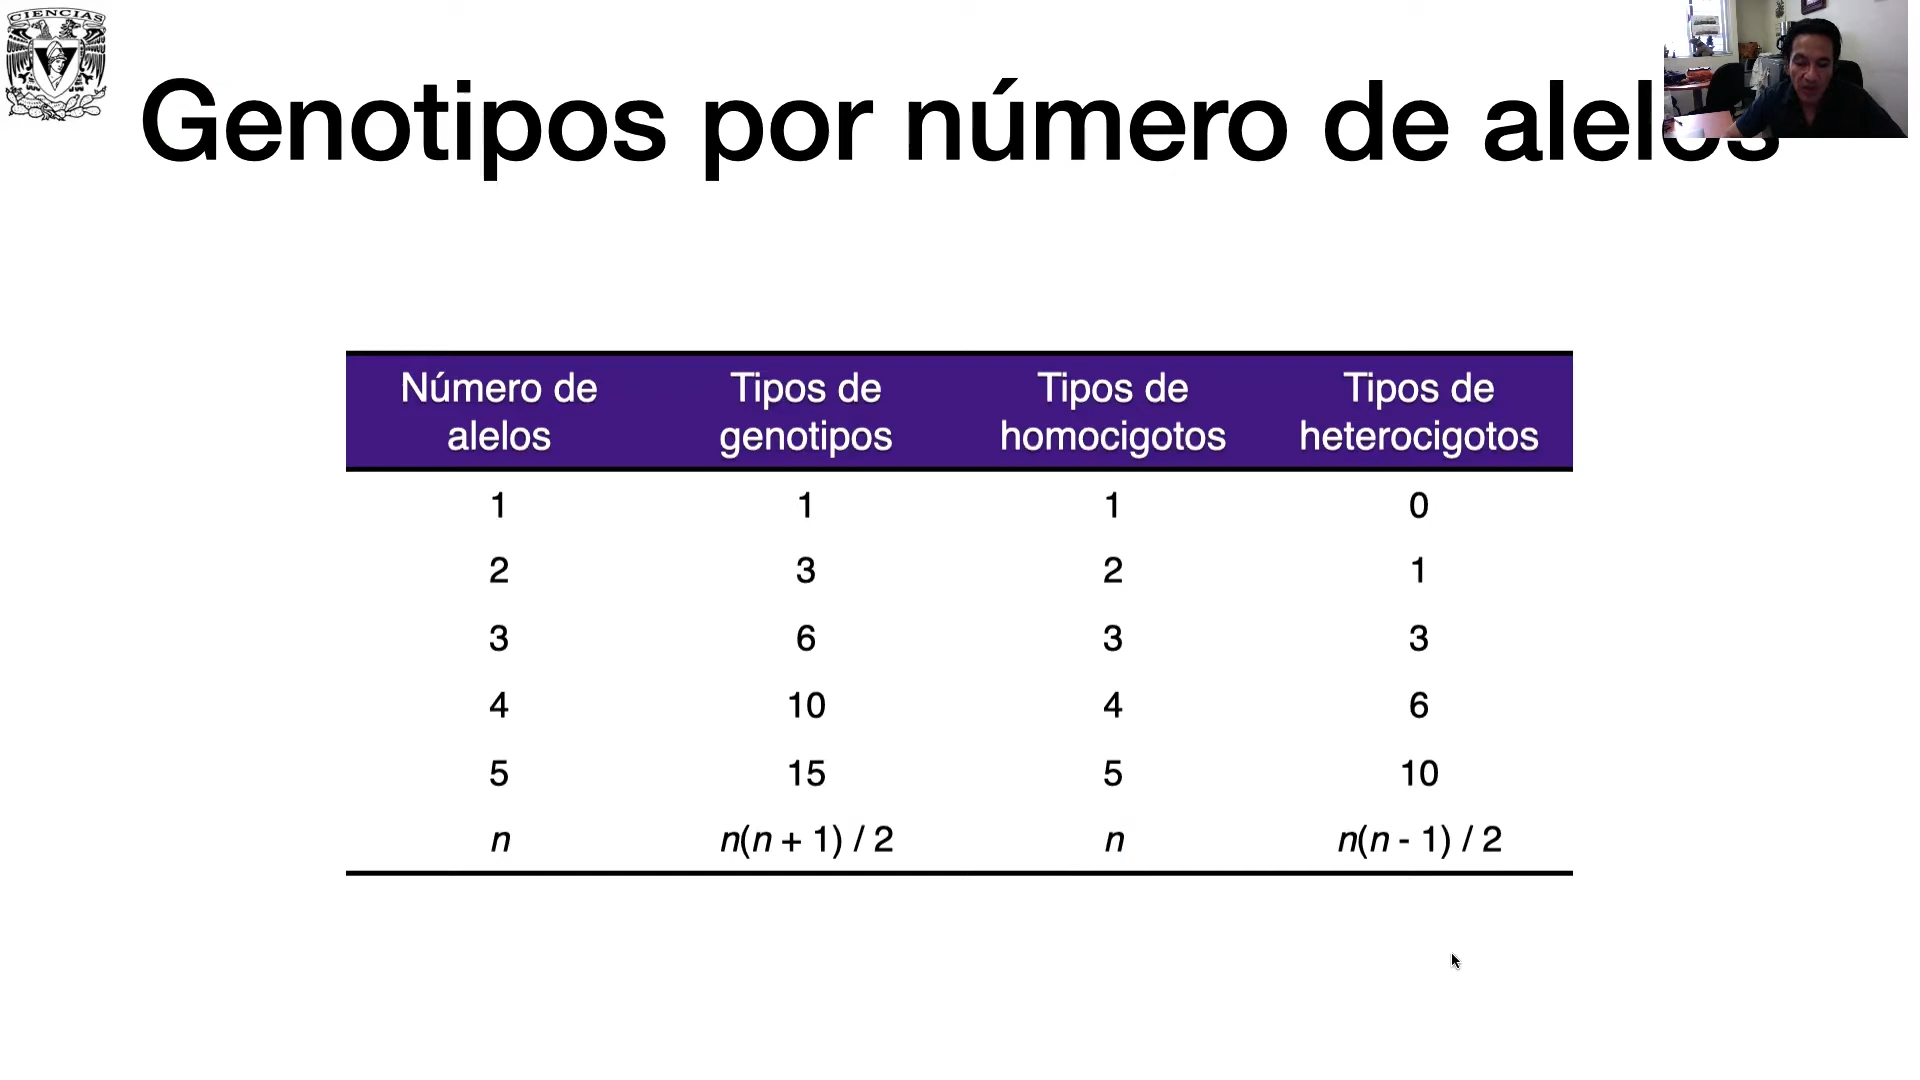 CIENCIAS
Genotipos por número de alelos
Número de alelos Tipos de genotipos Tipos de homocigotos Tipos de heterocigotos
1 1 1 0
2 3 2 1
3 6 3 3
4 10 4 6
5 15 5 10
n n(n + 1) / 2 n n(n - 1) / 2